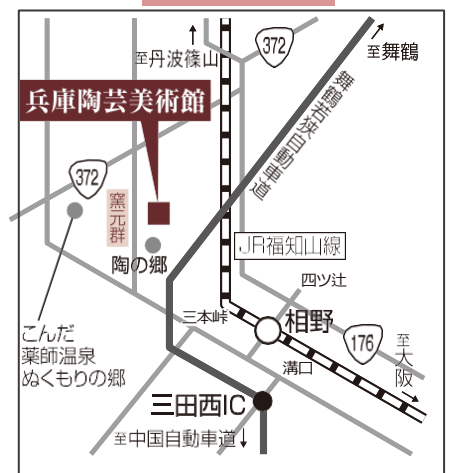 至丹波篠山
372
至舞鶴
兵庫陶芸美術館
舞鶴若狭自動車道
372
窯元群
陶の郷
JR福知山線
四ツ辻
三本峠
相野
176
至大阪
こんだ
薬師温泉
ぬくもりの郷
溝口
三田西IC
至中国自動車道